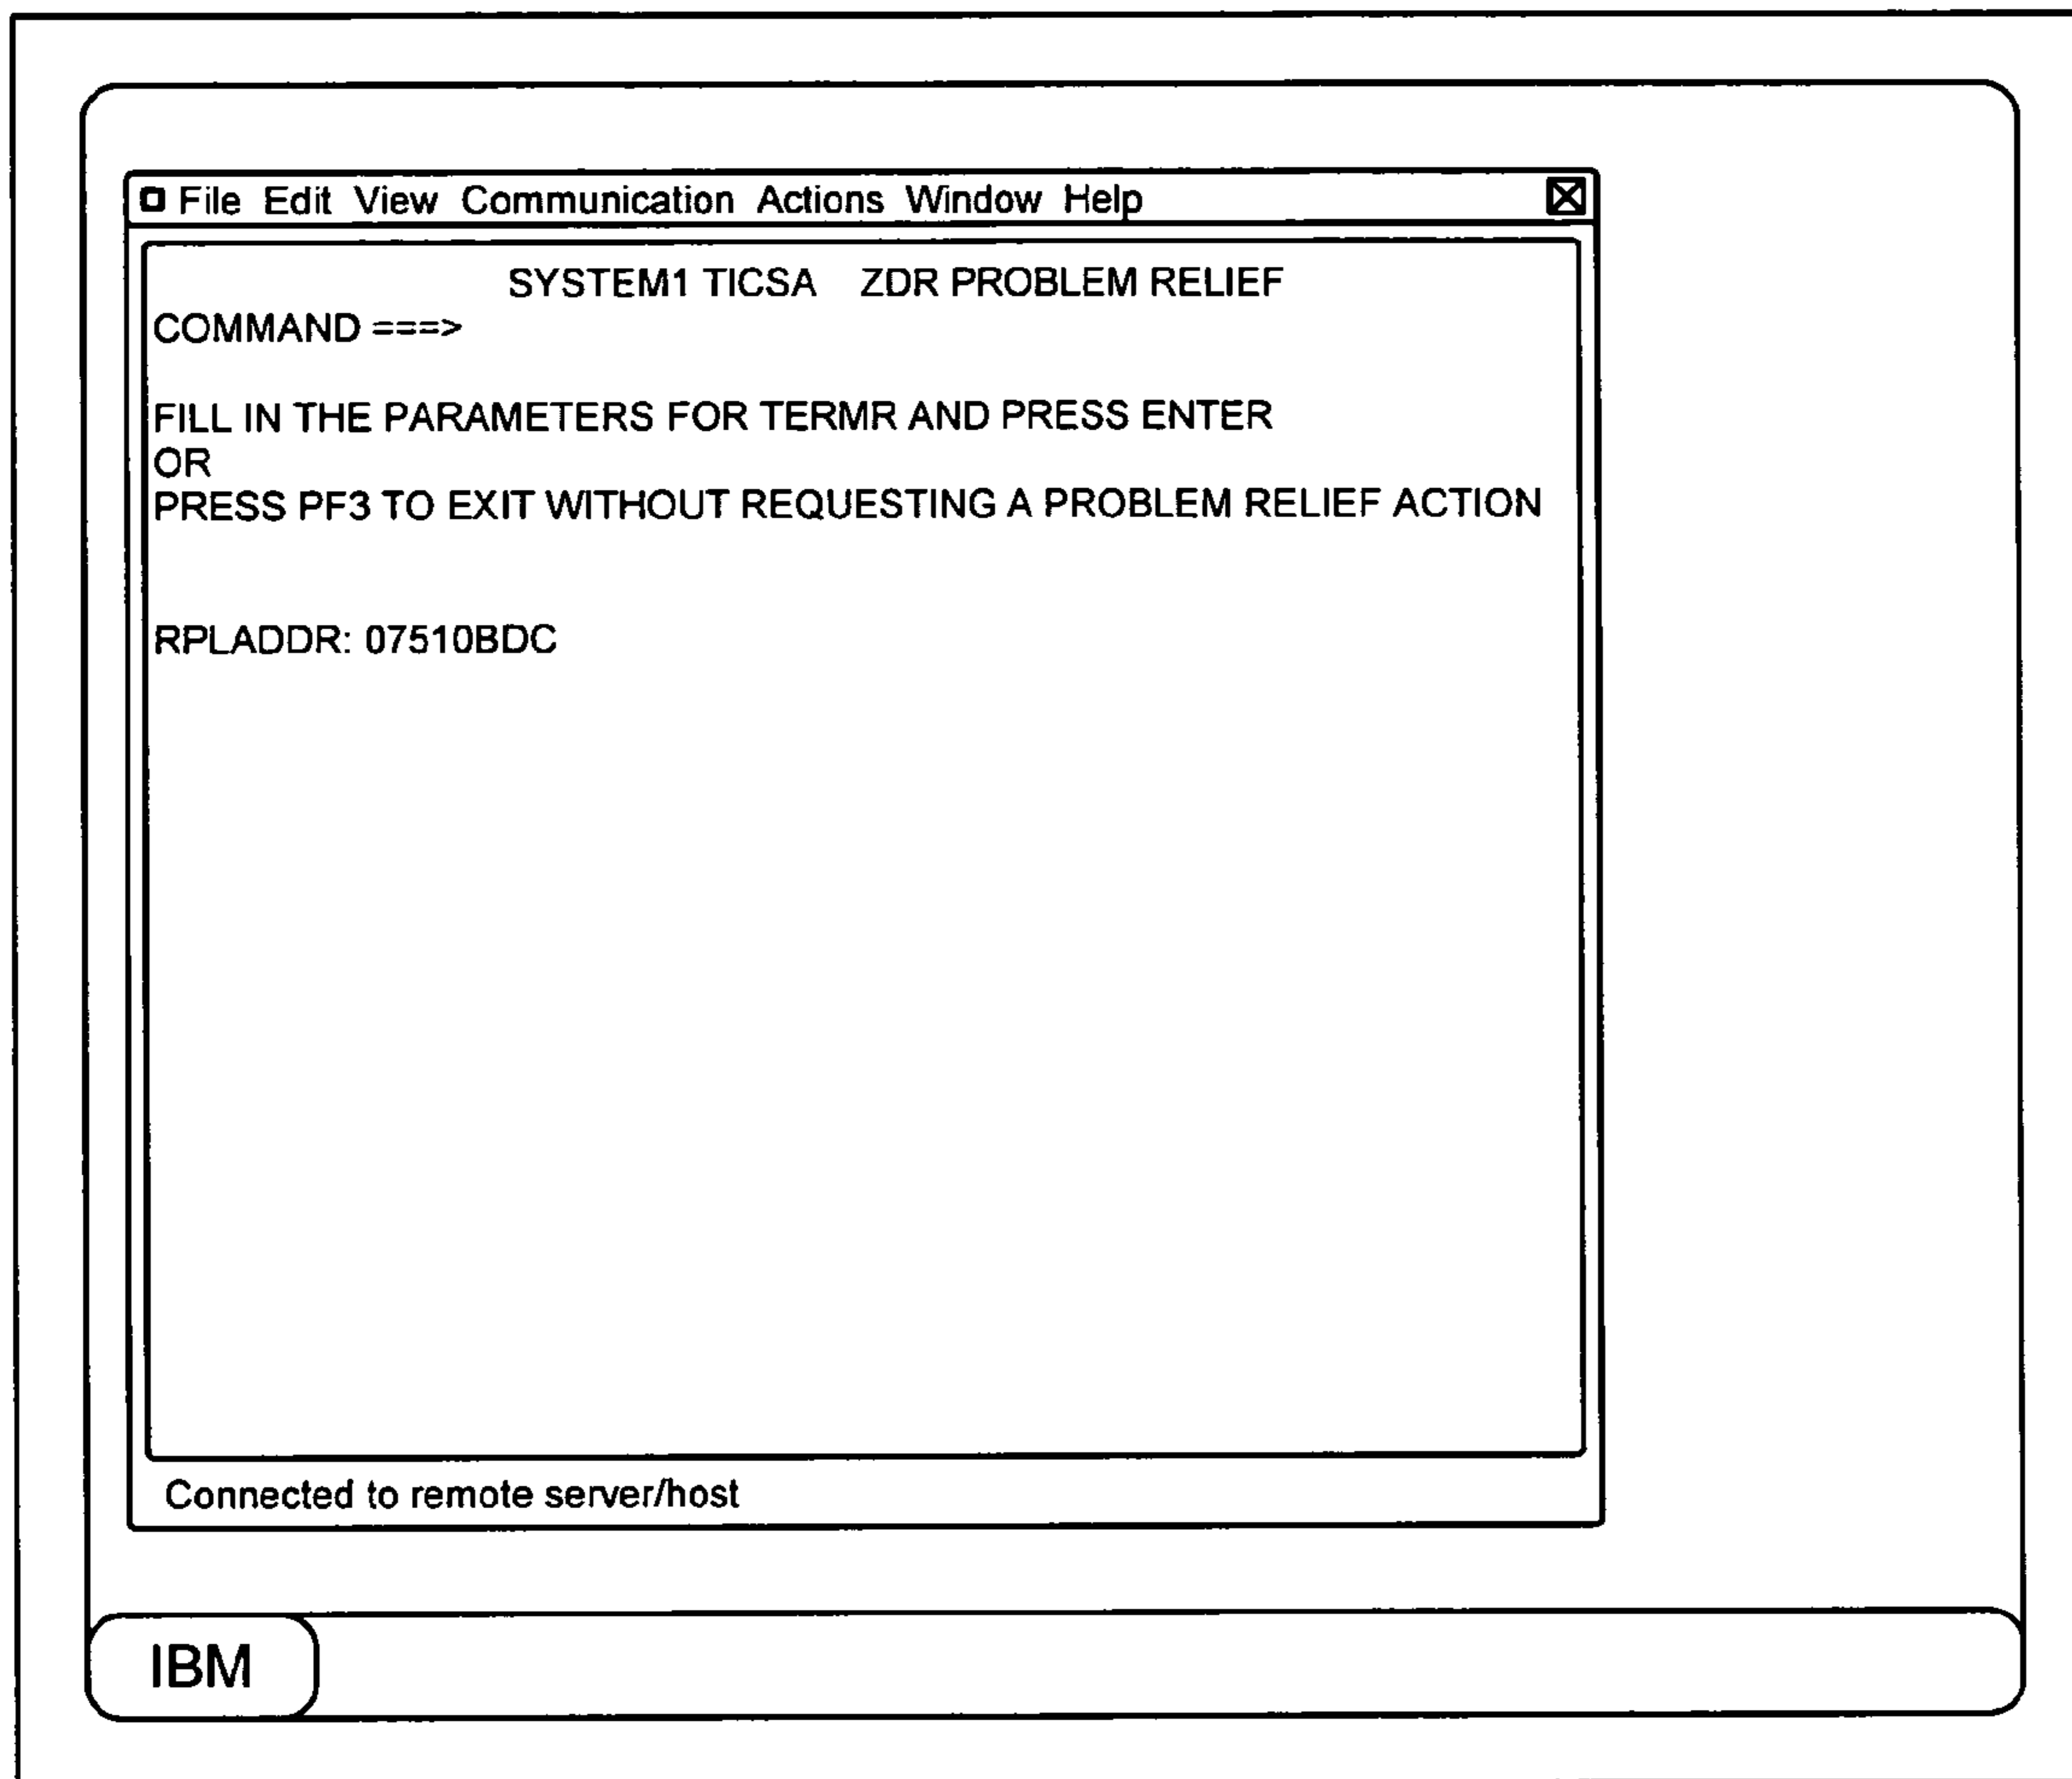 File Edit View Communication Actions Window Help
SYSTEM1 TICSA ZDR PROBLEM RELIEF
COMMAND ===>
FILL IN THE PARAMETERS FOR TERMR AND PRESS ENTER
OR
PRESS PF3 TO EXIT WITHOUT REQUESTING A PROBLEM RELIEF ACTION
RPLADDR: 07510BDC
Connected to remote server/host
IBM